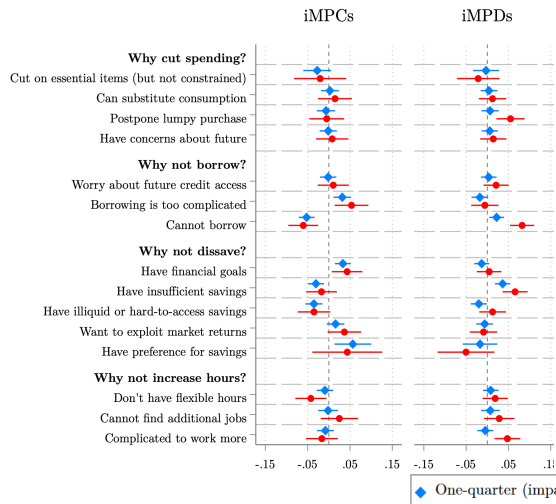 iMPCs iMPDs
Why cut spending?
Cut on essential items (but not constrained)
Can substitute consumption
Postpone lumpy purchase
Have concerns about future
Why not borrow?
Worry about future credit access
Borrowing is too complicated
Cannot borrow
Why not dissave?
Have financial goals
Have insufficient savings
Have illiquid or hard-to-access savings
Want to exploit market returns
Have preference for savings
Why not increase hours?
Don't have flexible hours
Cannot find additional jobs
Complicated to work more
-.15 -.05 .05 .15 -.15 -.05 .05 .15
One-quarter (impa